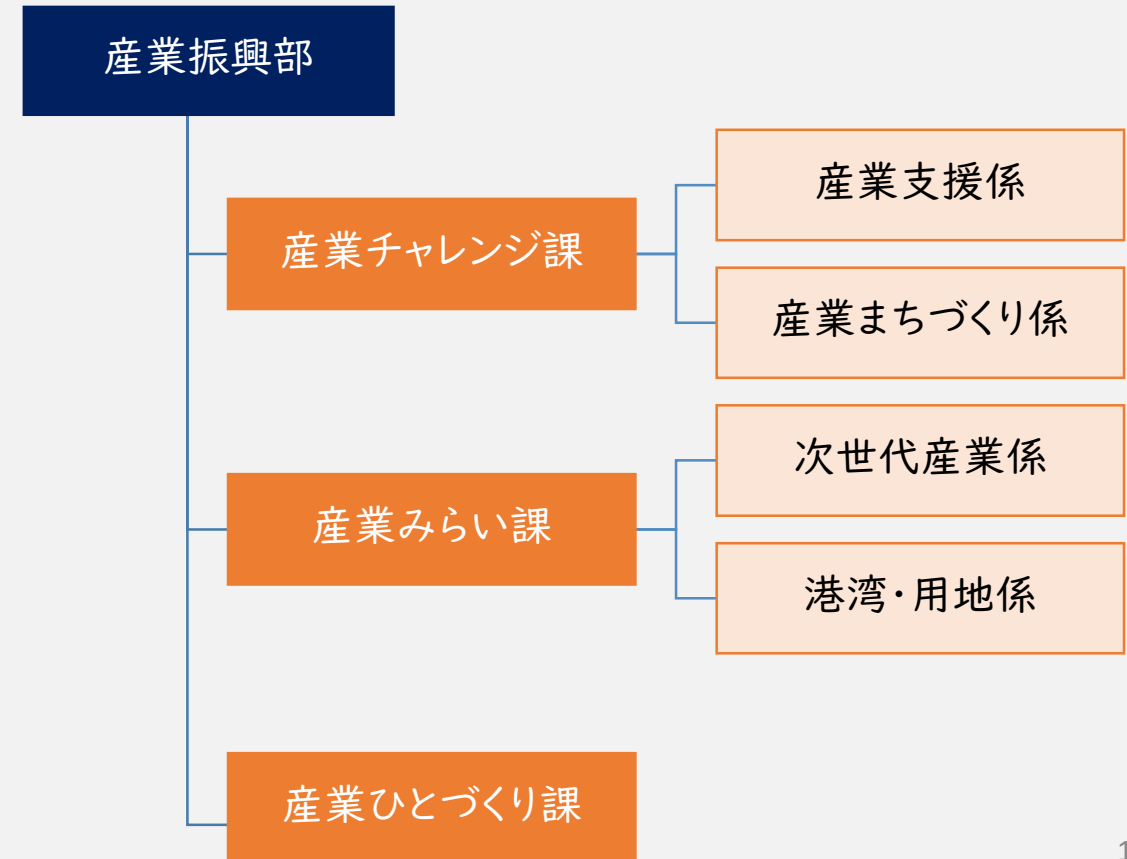 産業振興部
産業チャレンジ課
産業支援係
産業まちづくり係
産業みらい課
次世代産業係
港湾・用地係
産業ひとづくり課
1